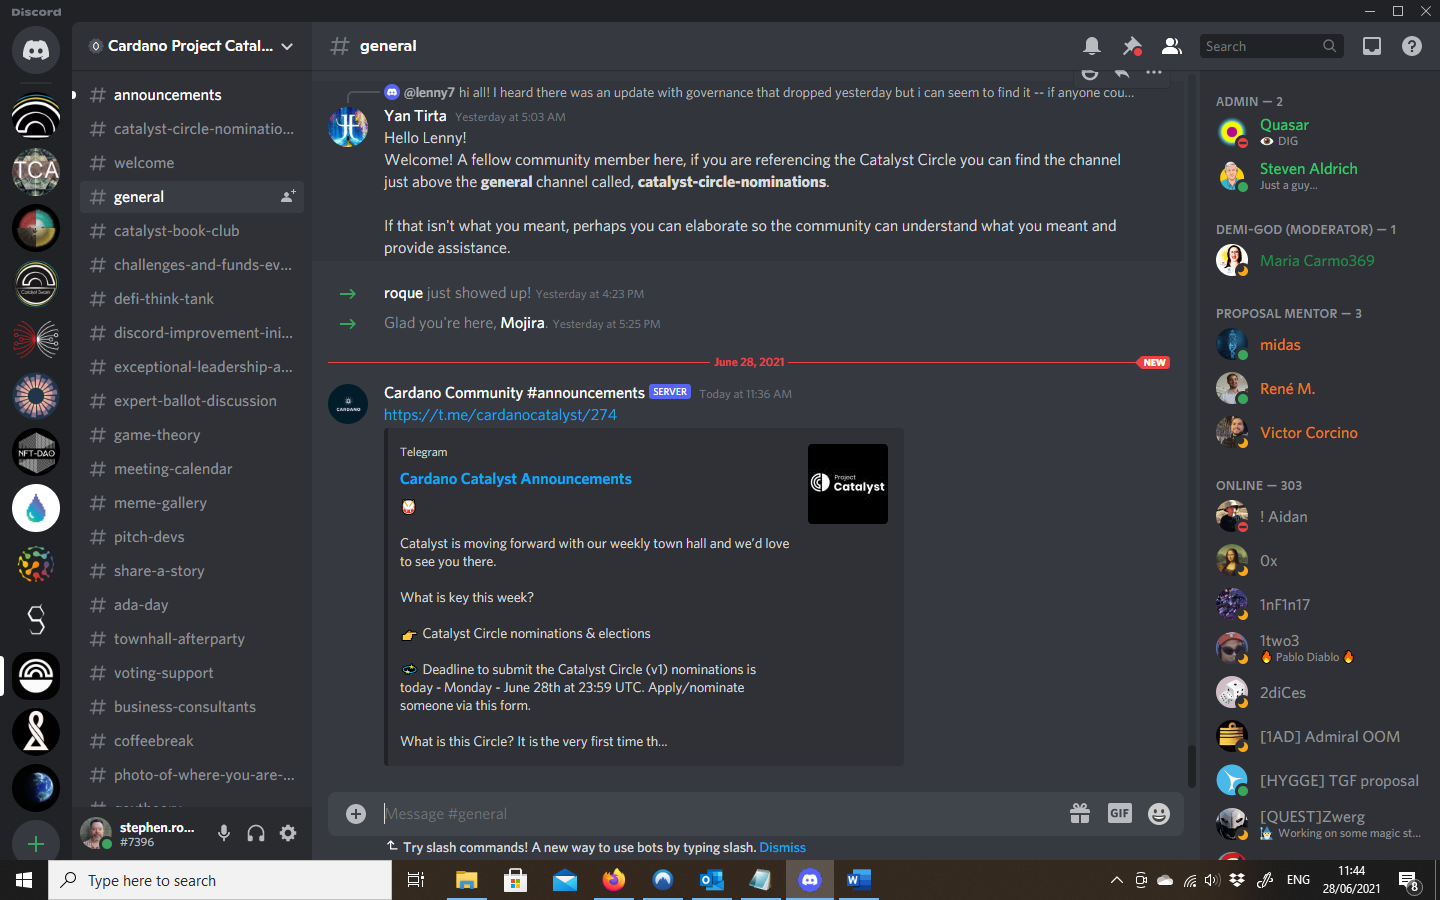 Discord
Cardano Project Catal...
# general
Search
announcements
catalyst-circle-nominatio...
welcome
general
catalyst-book-club
challenges-and-funds-ev...
defi-think-tank
discord-improvement-ini...
exceptional-leadership-a...
expert-ballot-discussion
game-theory
meeting-calendar
meme-gallery
pitch-devs
share-a-story
ada-day
townhall-afterparty
voting-support
business-consultants
coffeebreak
photo-of-where-you-are-...
TCA
NFT-DAO
stephen.ro...
#7396
@lenny7 hi all! I heard there was an update with governance that dropped yesterday but i can seem to find it -- if anyone cou...
Yan Tirta Yesterday at 5:03 AM
Hello Lenny!
Welcome! A fellow community member here, if you are referencing the Catalyst Circle you can find the channel
just above the general channel called, catalyst-circle-nominations.
If that isn't what you meant, perhaps you can elaborate so the community can understand what you meant and
provide assistance.
roque just showed up! Yesterday at 4:23 PM
Glad you're here, Mojira. Yesterday at 5:25 PM
June 28, 2021
NEW
CARDANO
Cardano Community #announcements SERVER Today at 11:36 AM
https://t.me/cardanocatalyst/274
Telegram
Cardano Catalyst Announcements
Project
Catalyst
Catalyst is moving forward with our weekly town hall and we'd love
to see you there.
What is key this week?
👉 Catalyst Circle nominations & elections
Deadline to submit the Catalyst Circle (v1) nominations is
today - Monday - June 28th at 23:59 UTC. Apply/nominate
someone via this form.
What is this Circle? It is the very first time th...
Message #general
GIF
Try slash commands! A new way to use bots by typing slash. Dismiss
ADMIN — 2
Quasar
DIG
Steven Aldrich
Just a guy...
DEMI-GOD (MODERATOR) — 1
Maria Carmo369
PROPOSAL MENTOR — 3
midas
René M.
Victor Corcino
ONLINE — 303
! Aidan
0x
1nF1n17
1two3
🔥 Pablo Diablo 🔥
2diCes
[1AD] Admiral OOM
[HYGGE] TGF proposal
[QUEST]Zwerg
Working on some magic st...
Type here to search
ENG
11:44
28/06/2021
8